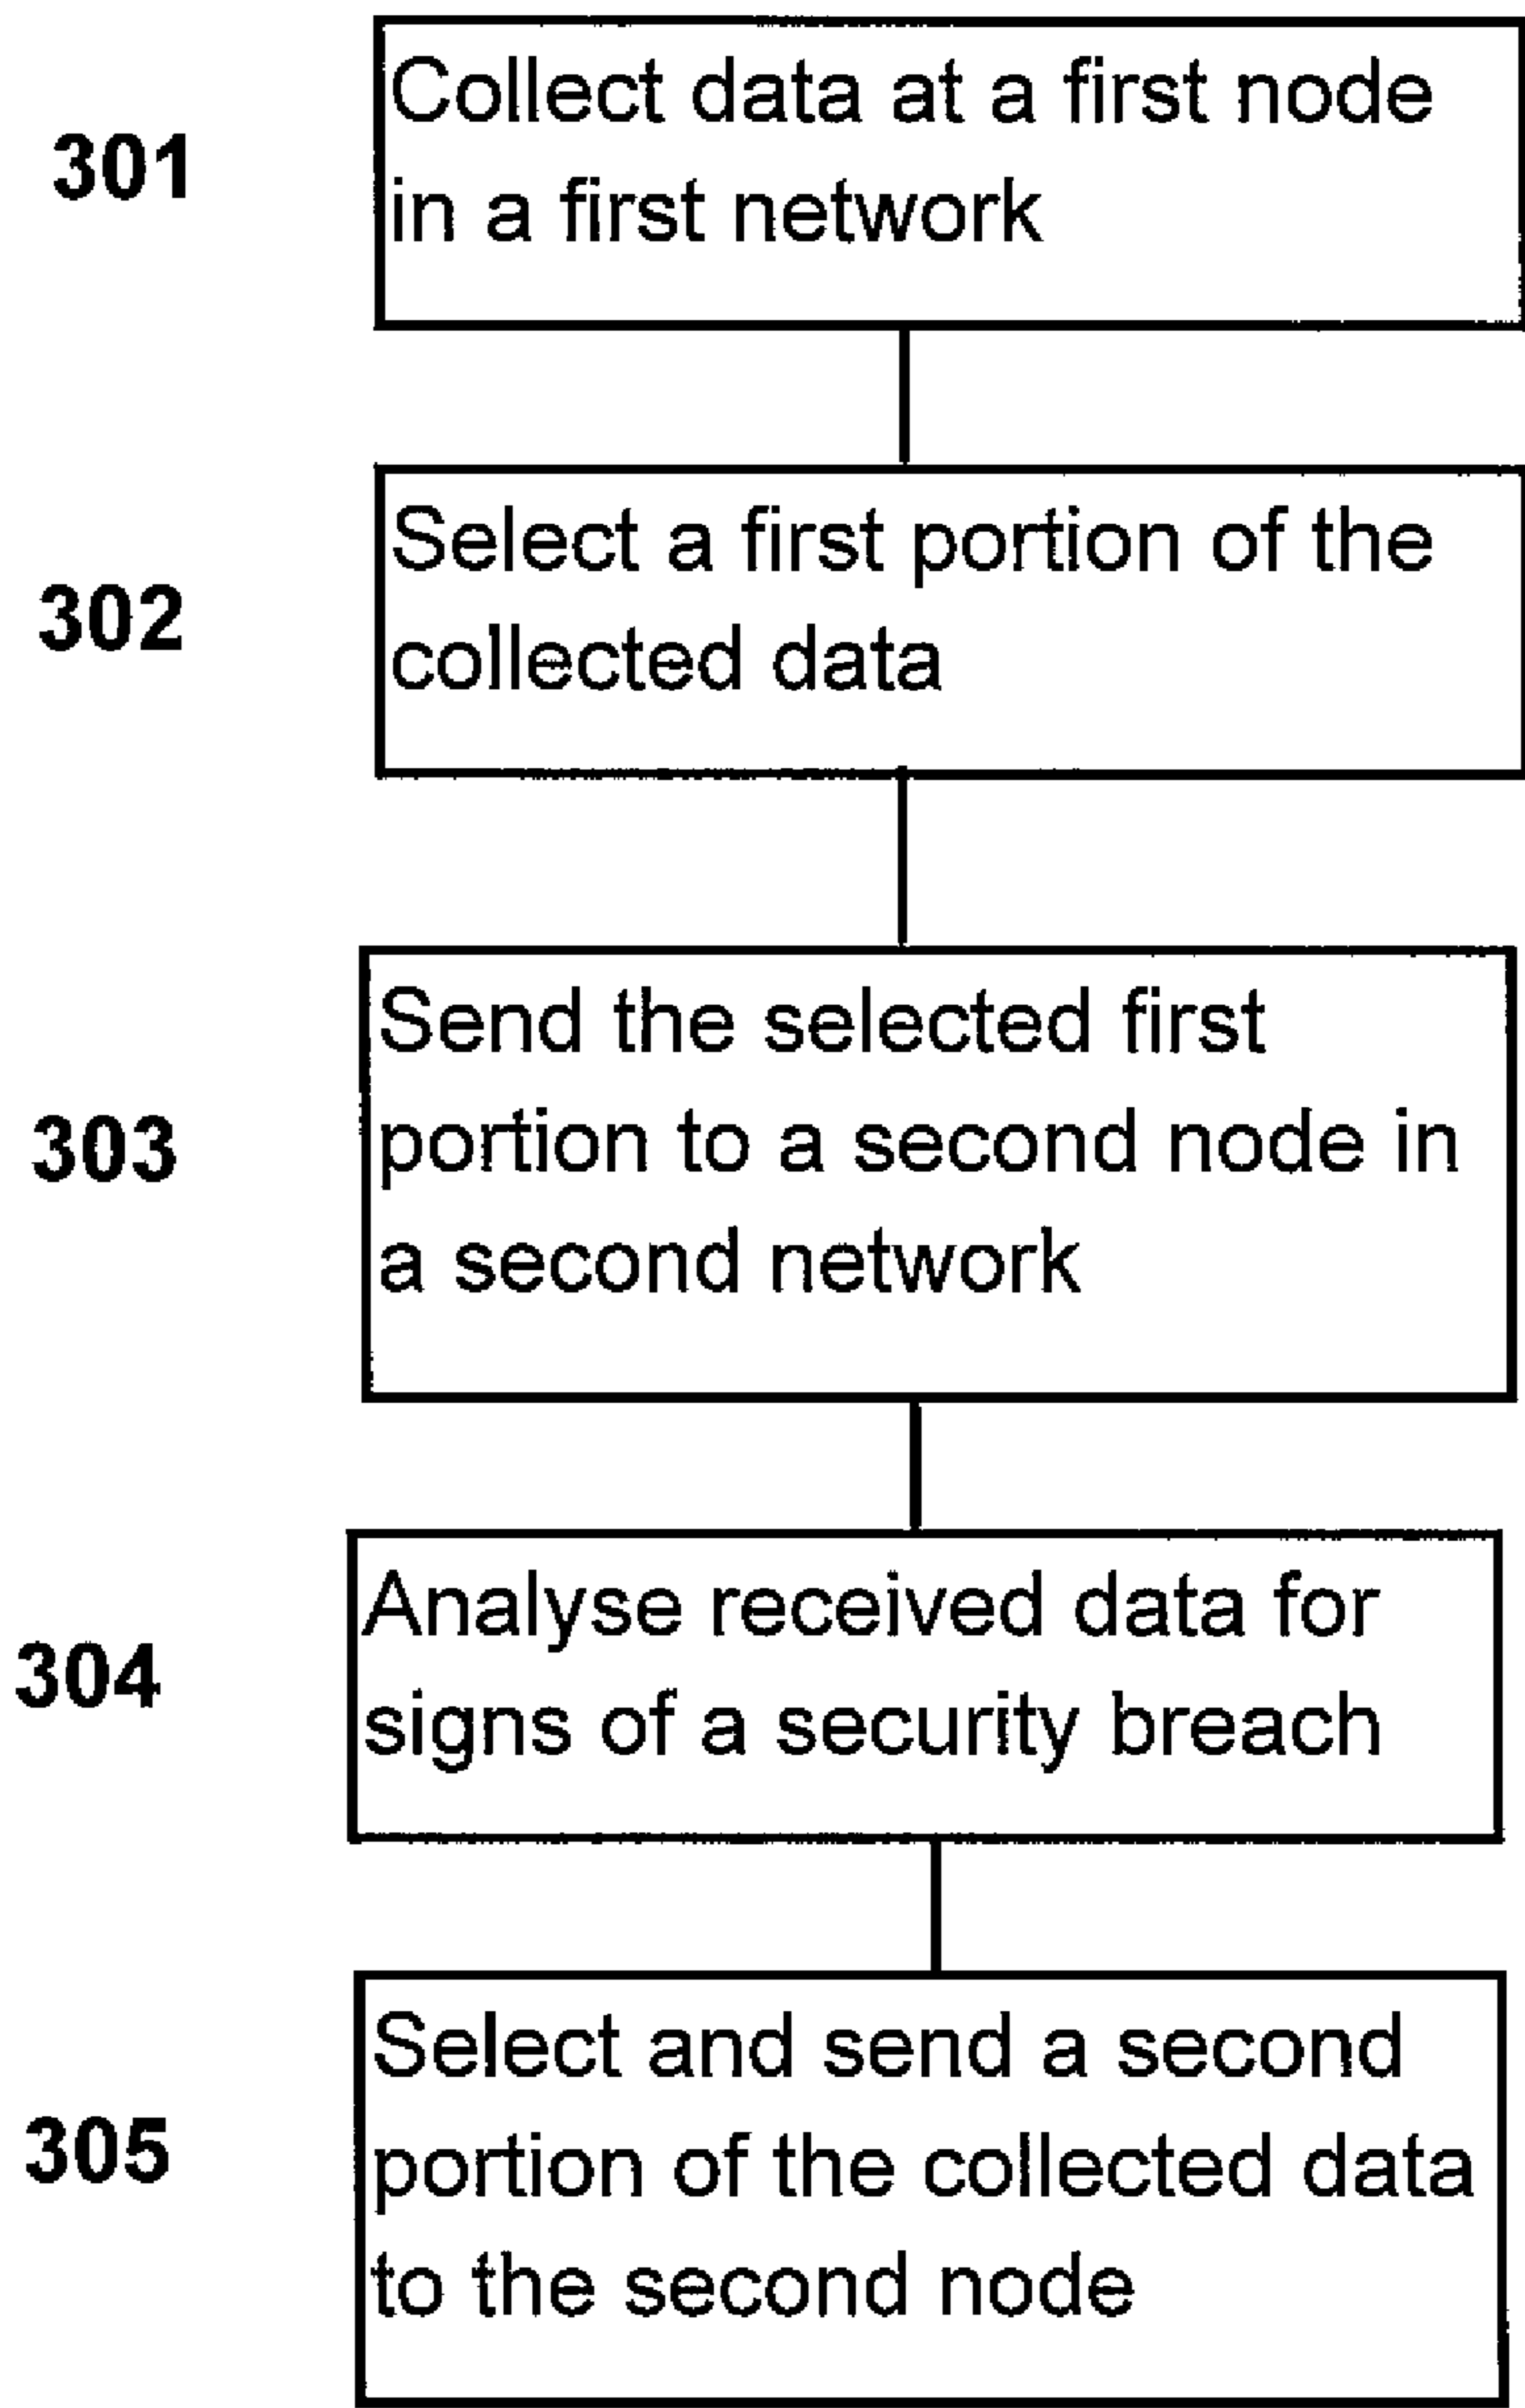 301
Collect data at a first node
in a first network
302
Select a first portion of the
collected data
303
Send the selected first
portion to a second node in
a second network
304
Analyse received data for
signs of a security breach
305
Select and send a second
portion of the collected data
to the second node